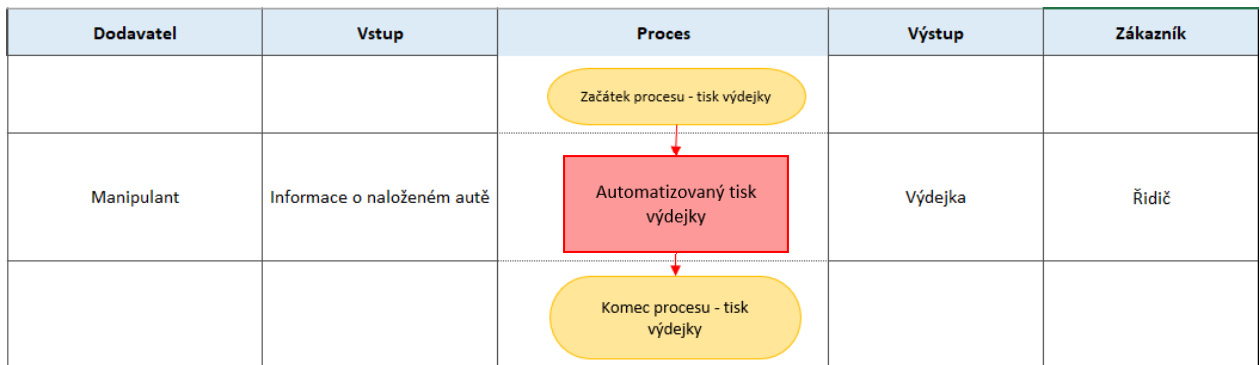 Dodavatel
Vstup
Proces
Výstup
Zákazník
Začátek procesu - tisk výdejky
Manipulant
Informace o naloženém autě
Automatizovaný tisk
výdejky
Výdejka
Řidič
Komec procesu - tisk
výdejky